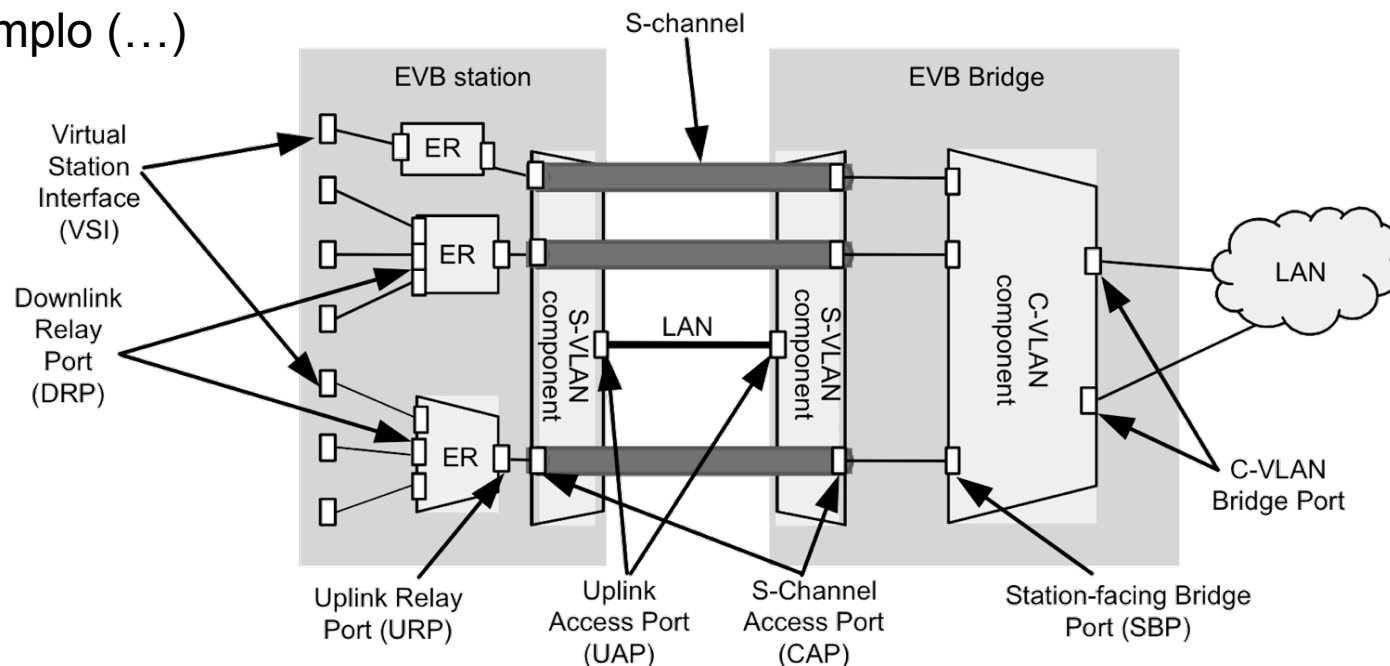 mplo (…)
S-channel
EVB station
EVB Bridge
Virtual
Station
Interface
(VSI)
ER
ER
Downlink
Relay
Port
(DRP)
ER
S-VLAN
component
LAN
S-VLAN
component
C-VLAN
component
LAN
C-VLAN
Bridge Port
Uplink Relay
Port (URP)
Uplink
Access Port
(UAP)
S-Channel
Access Port
(CAP)
Station-facing Bridge
Port (SBP)